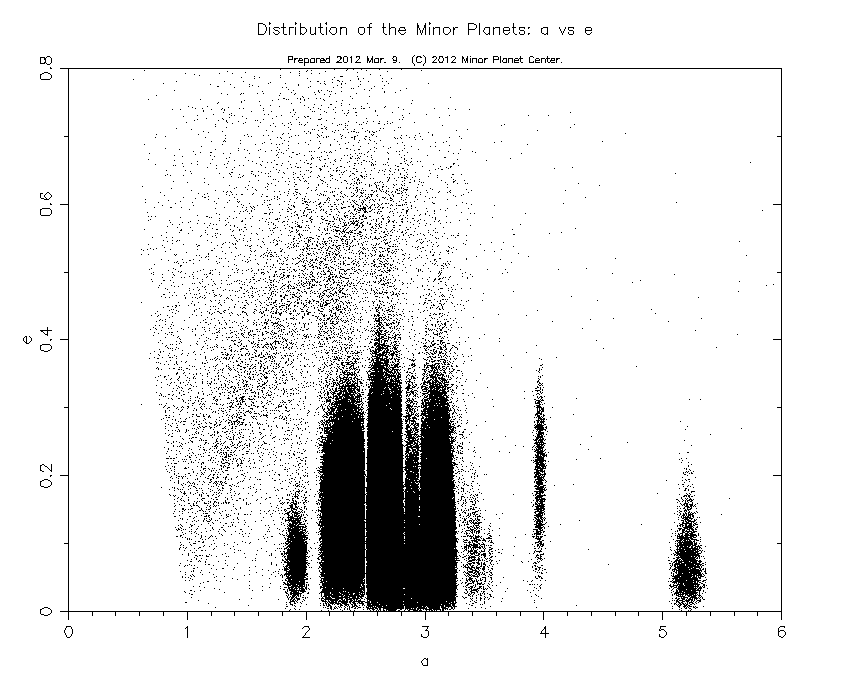 Distribution of the Minor Planets: a vs e
Prepared 2012 Mar. 9. (C) 2012 Minor Planet Center.
0.8
0.6
0.4
e
0.2
0
0 1 2 3 4 5 6
a